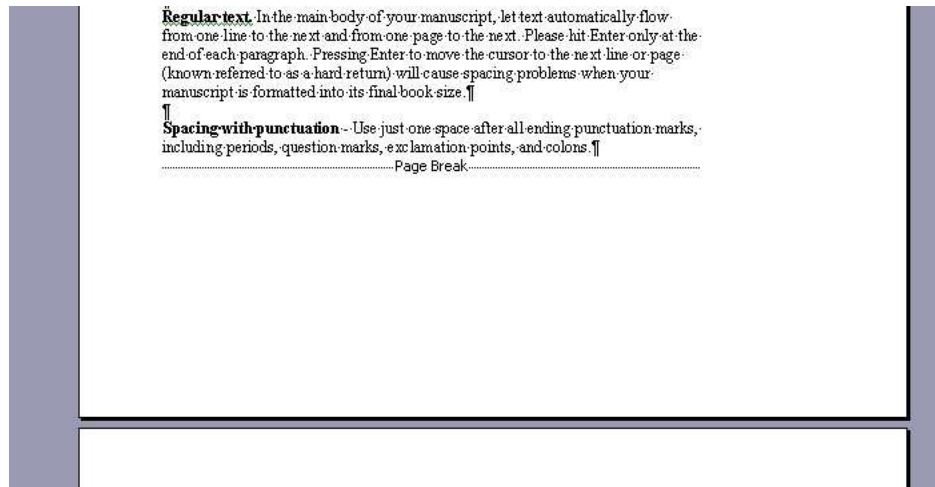 Regular text. In the main body of your manuscript, let text automatically flow
from one line to the next and from one page to the next. Please hit Enter only at the
end of each paragraph. Pressing Enter to move the cursor to the next line or page
(known referred to as a hard return) will cause spacing problems when your
manuscript is formatted into its final book size.¶
¶
Spacing with punctuation - Use just one space after all ending punctuation marks,
including periods, question marks, exclamation points, and colons.¶
Page Break